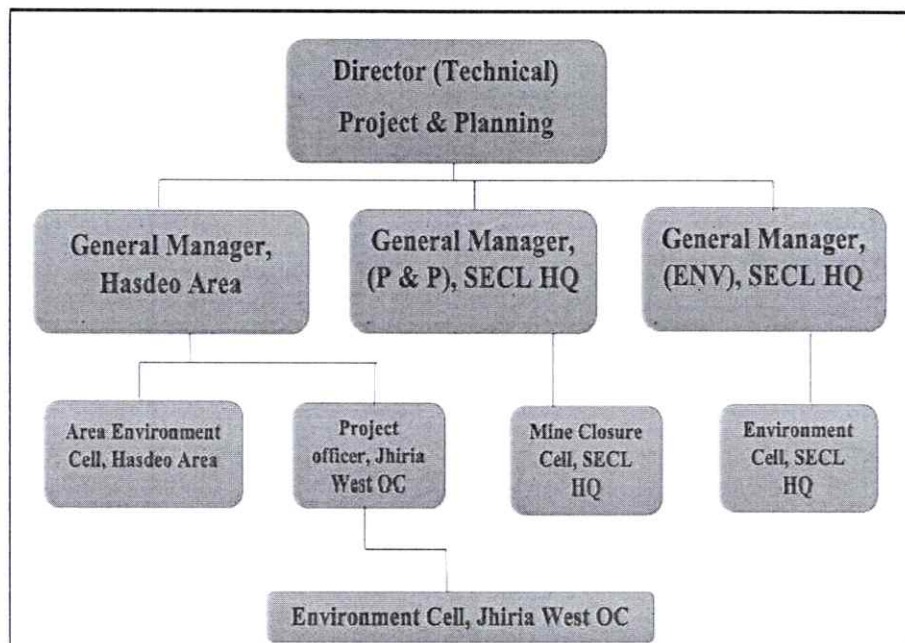 Director (Technical)
Project & Planning
General Manager,
Hasdeo Area
General Manager,
(P & P), SECL HQ
General Manager,
(ENV), SECL HQ
Area Environment
Cell, Hasdeo Area
Project
officer, Jhiria
West OC
Mine Closure
Cell, SECL
HQ
Environment
Cell, SECL
HQ
Environment Cell, Jhiria West OC